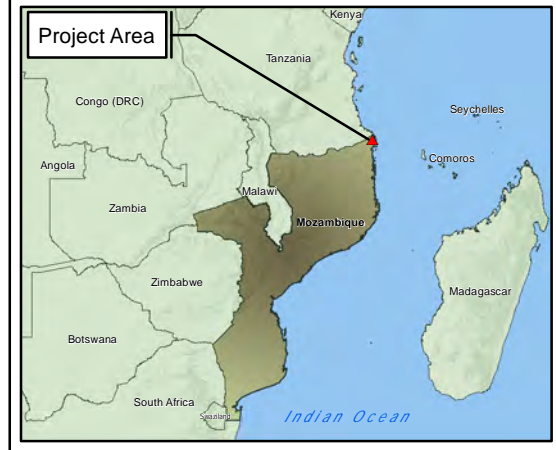 Kenya
Project Area
Tanzania
Congo (DRC)
Seychelles
Comoros
Angola
Malawi
Zambia
Mozambique
Zimbabwe
Madagascar
Botswana
South Africa
Swaziland
Indian Ocean